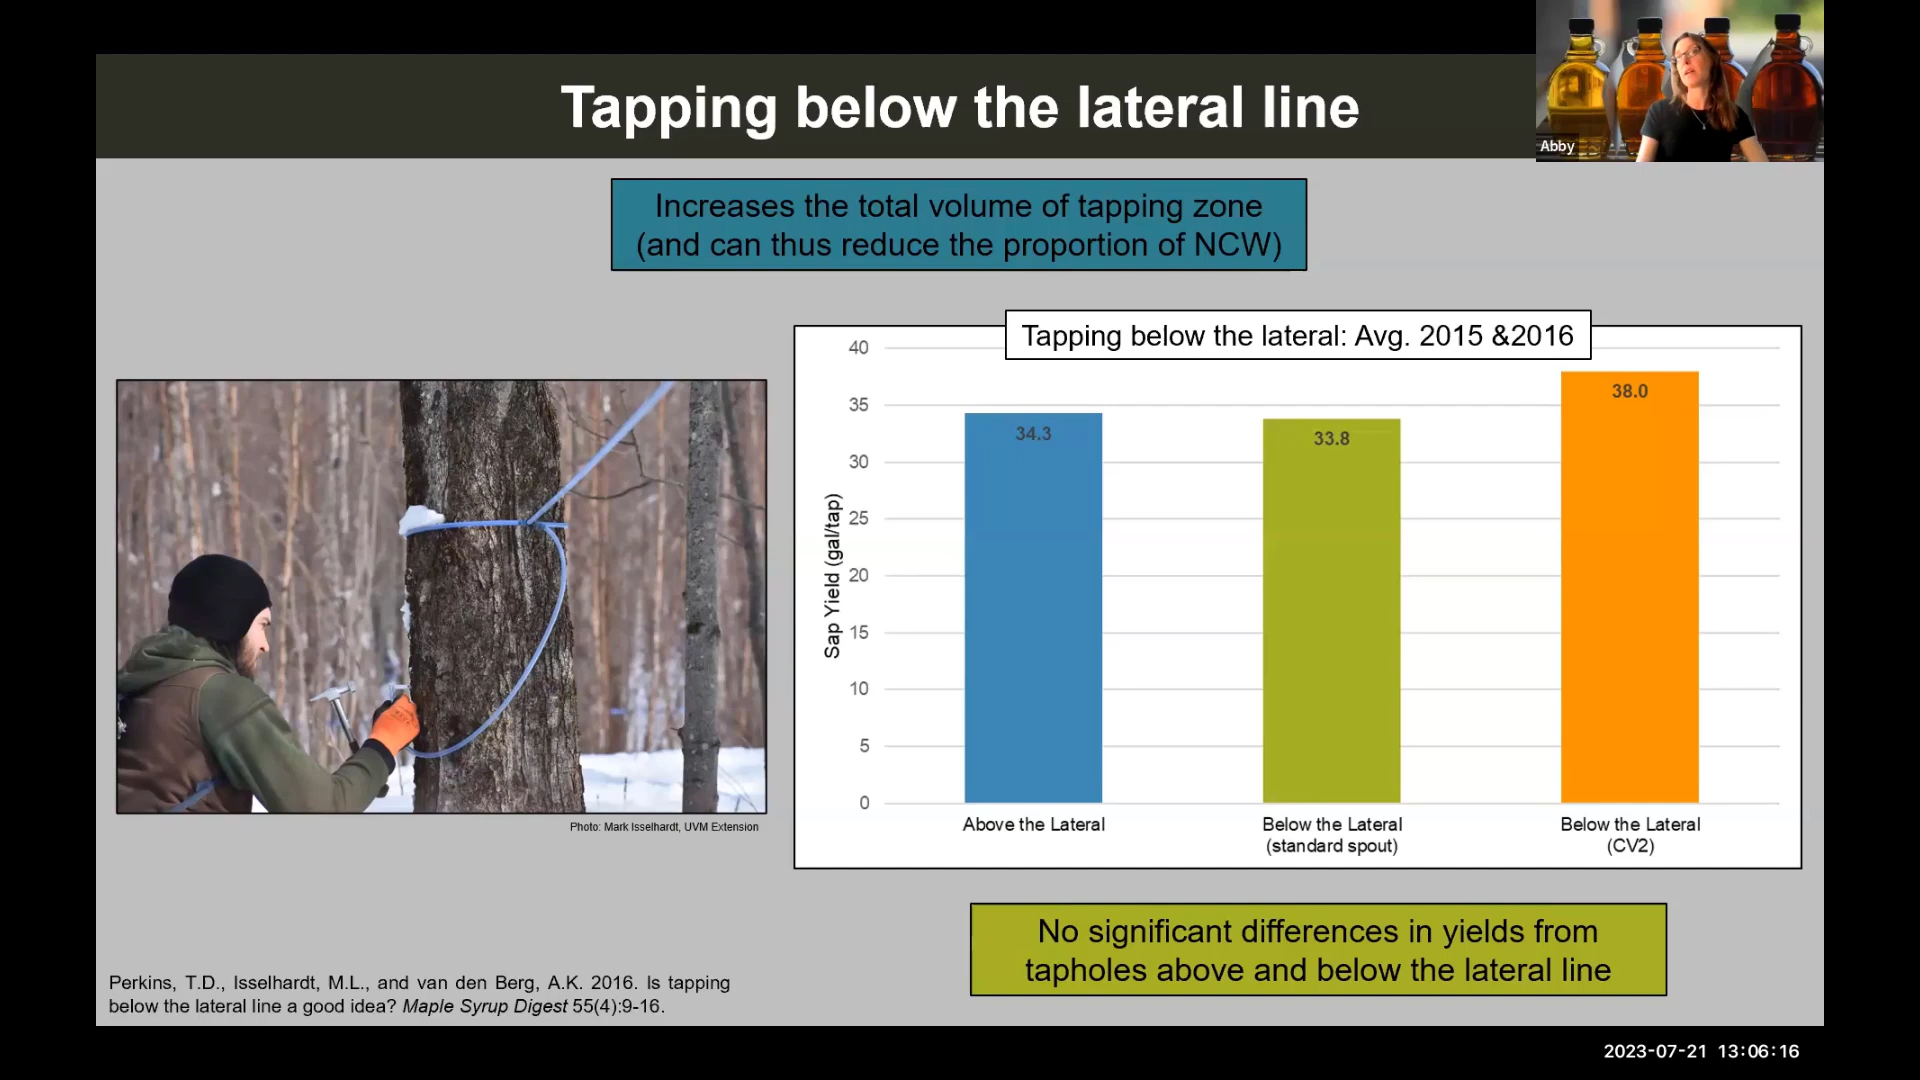 Tapping below the lateral line
Abby
Increases the total volume of tapping zone
(and can thus reduce the proportion of NCW)
Tapping below the lateral: Avg. 2015 &2016
40
35
30
25
20
15
10
5
0
Sap Yield (gal/tap)
34.3
33.8
38.0
Above the Lateral
Below the Lateral
(standard spout)
Below the Lateral
(CV2)
Photo: Mark Isselhardt, UVM Extension
No significant differences in yields from
tapholes above and below the lateral line
Perkins, T.D., Isselhardt, M.L., and van den Berg, A.K. 2016. Is tapping
below the lateral line a good idea? Maple Syrup Digest 55(4):9-16.
2023-07-21 13:06:16